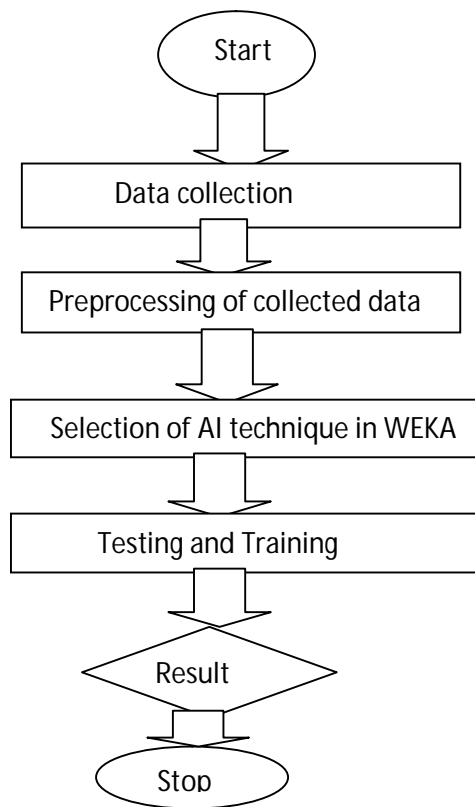 Start
Data collection
Preprocessing of collected data
Selection of AI technique in WEKA
Testing and Training
Result
Stop